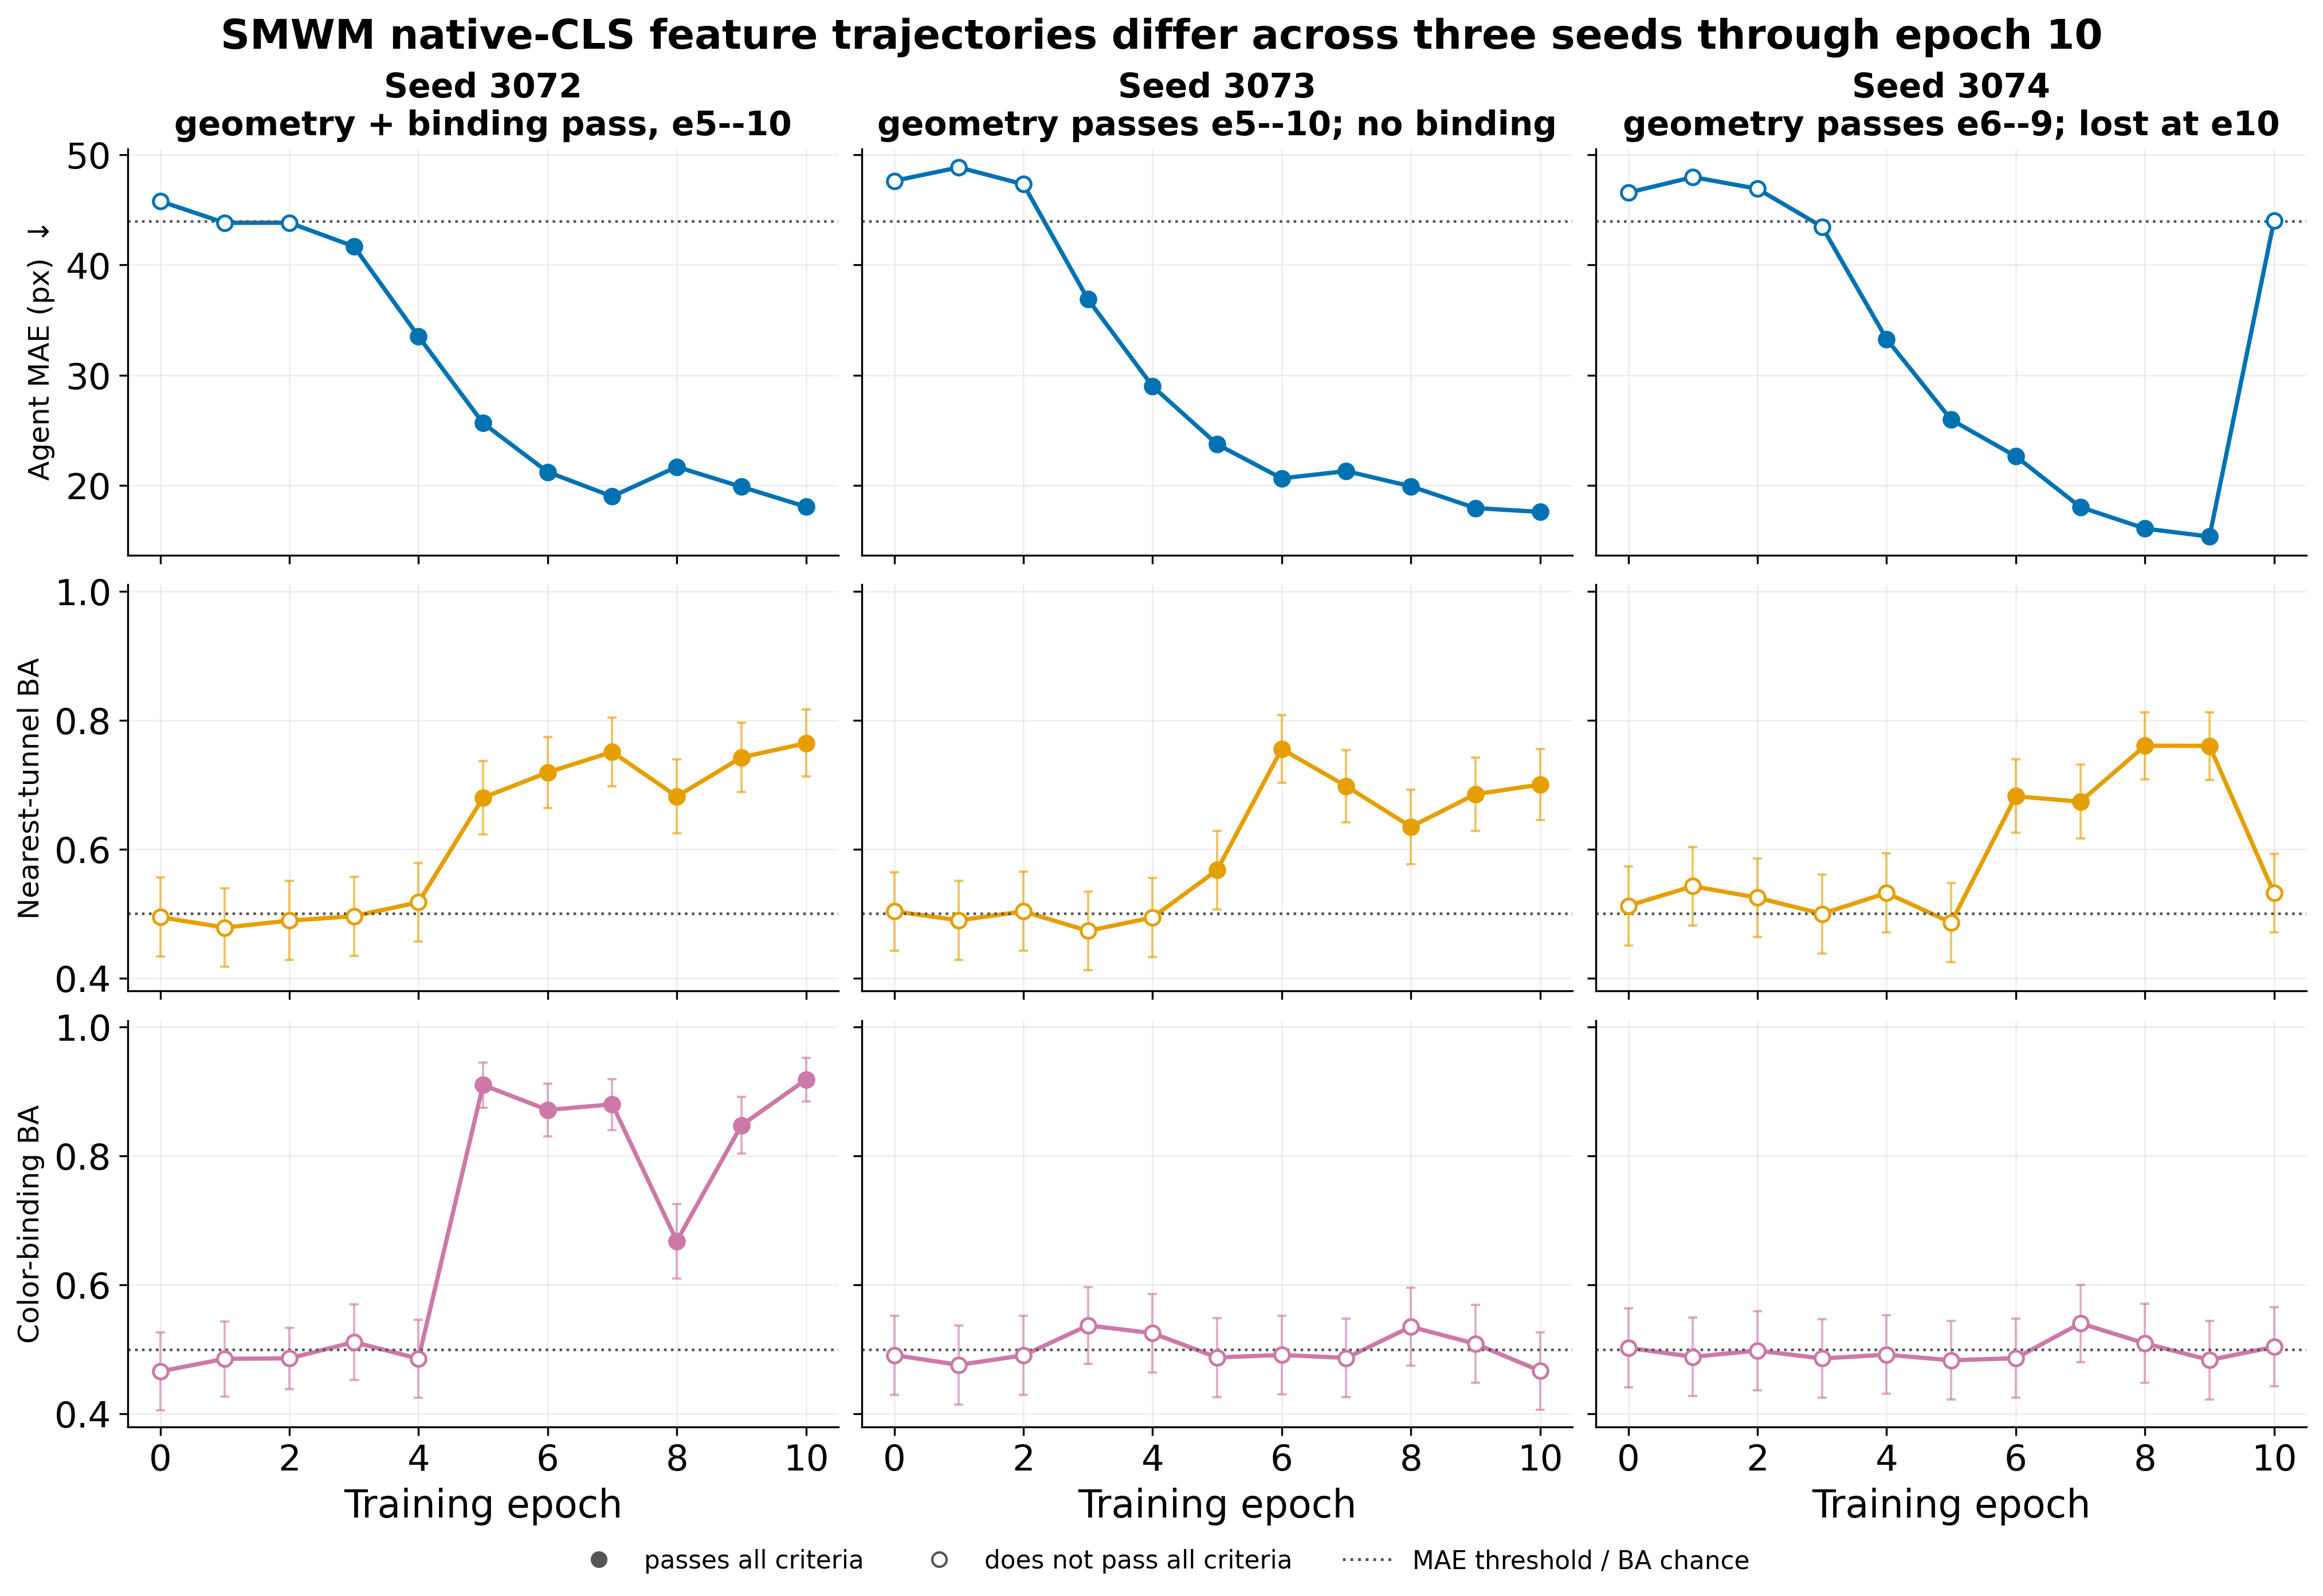 SMWM native-CLS feature trajectories differ across three seeds through epoch 10
Seed 3072
geometry + binding pass, e5--10
Seed 3073
geometry passes e5--10; no binding
Seed 3074
geometry passes e6--9; lost at e10
Agent MAE (px) ↓
50
40
30
20
Nearest-tunnel BA
1.0
0.8
0.6
0.4
Color-binding BA
1.0
0.8
0.6
0.4
0 2 4 6 8 10
0 2 4 6 8 10
0 2 4 6 8 10
Training epoch
Training epoch
Training epoch
passes all criteria
does not pass all criteria
MAE threshold / BA chance